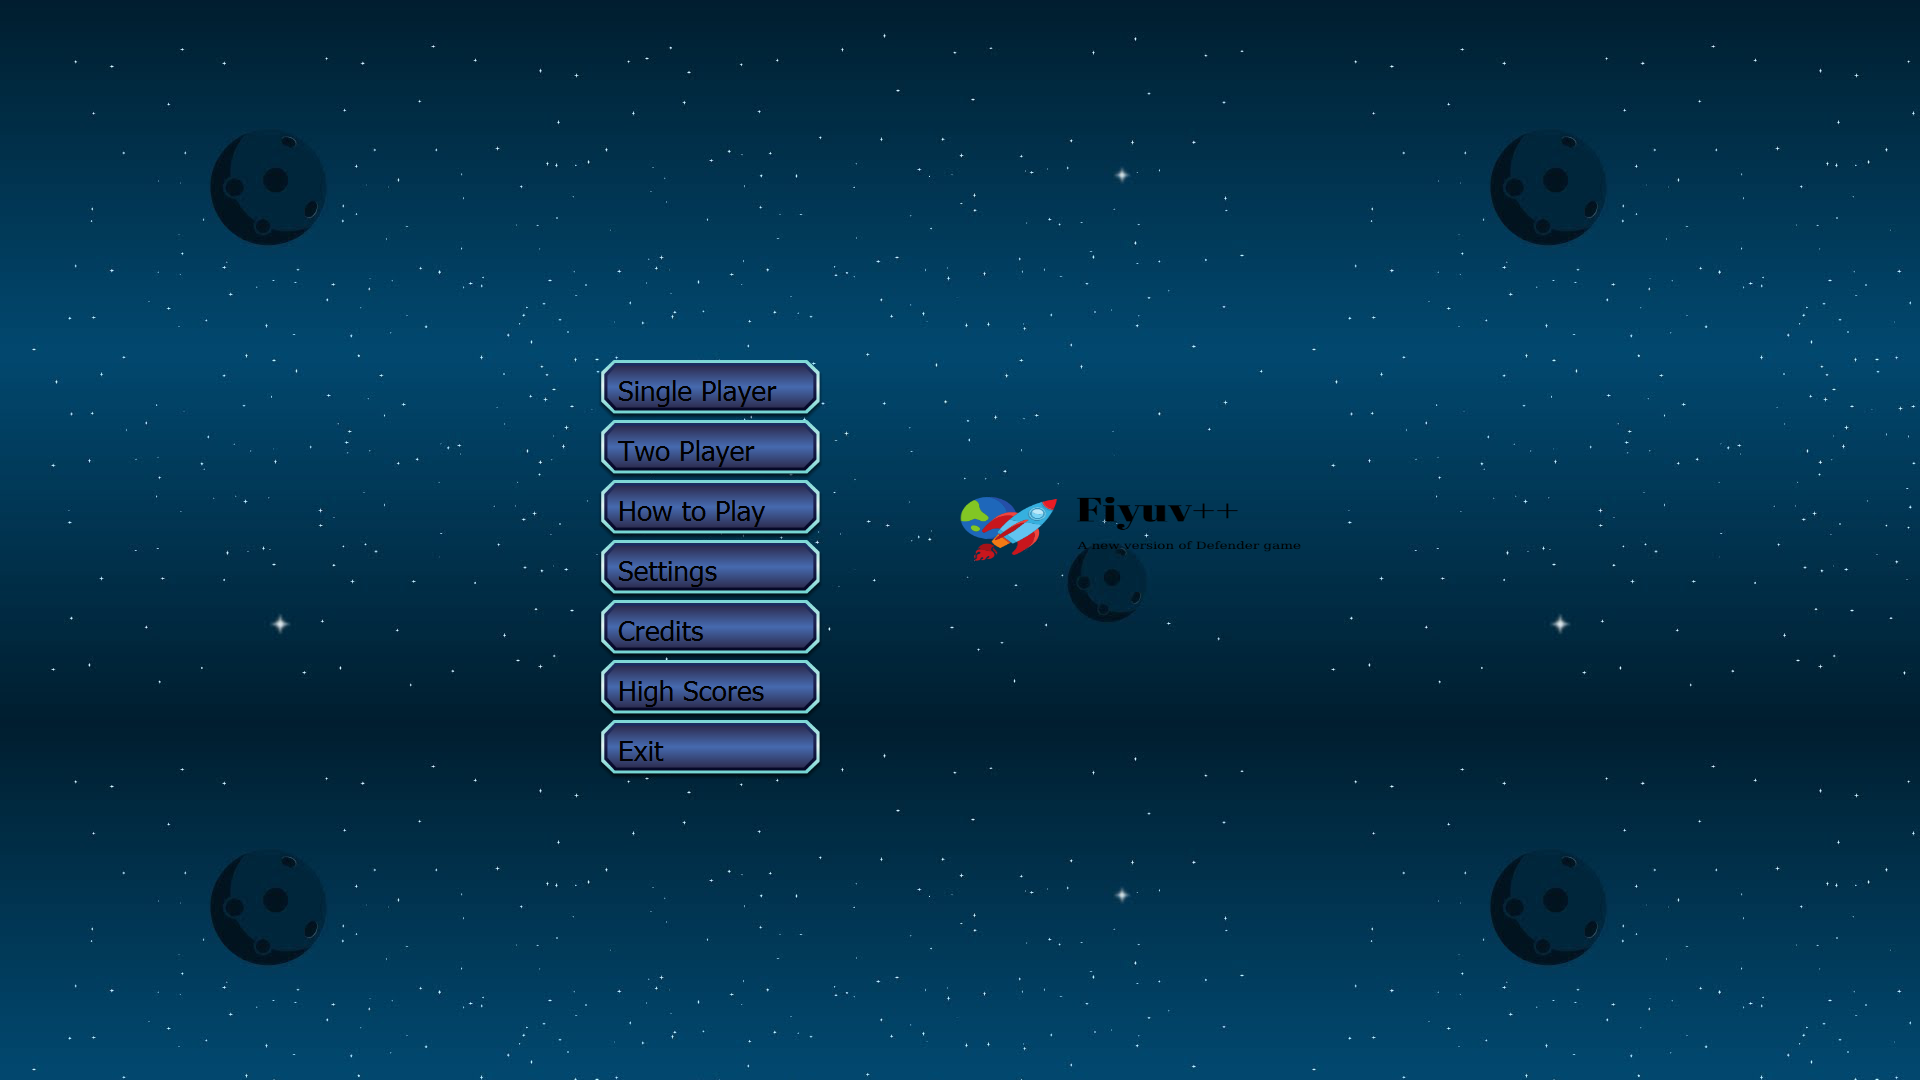 Single Player
Two Player
How to Play
Settings
Credits
High Scores
Exit
Fiyuv++
A new version of Defender game